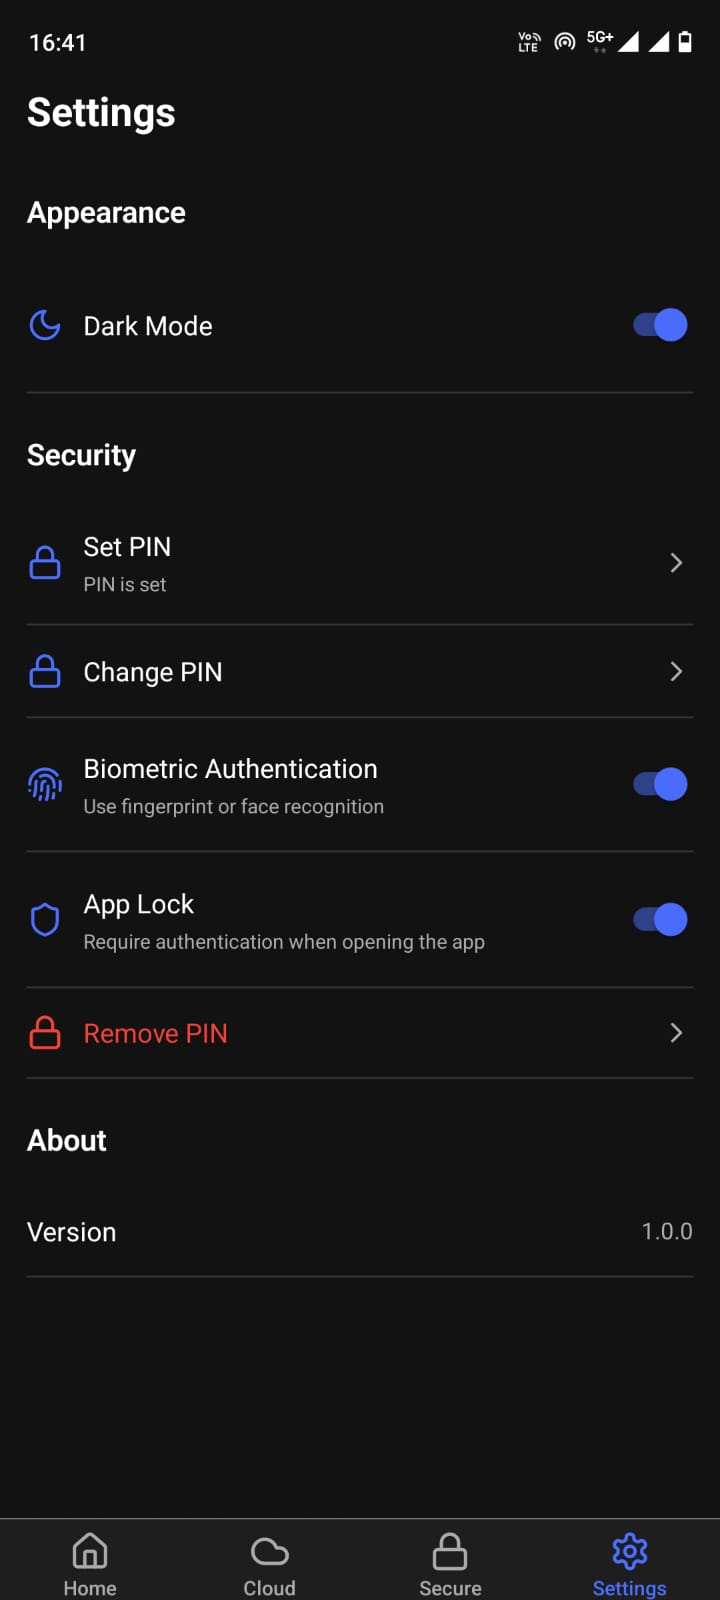 16:41
Vo LTE 5G+
Settings
Appearance
Dark Mode
Security
Set PIN
PIN is set
Change PIN
Biometric Authentication
Use fingerprint or face recognition
App Lock
Require authentication when opening the app
Remove PIN
About
Version 1.0.0
Home Cloud Secure Settings